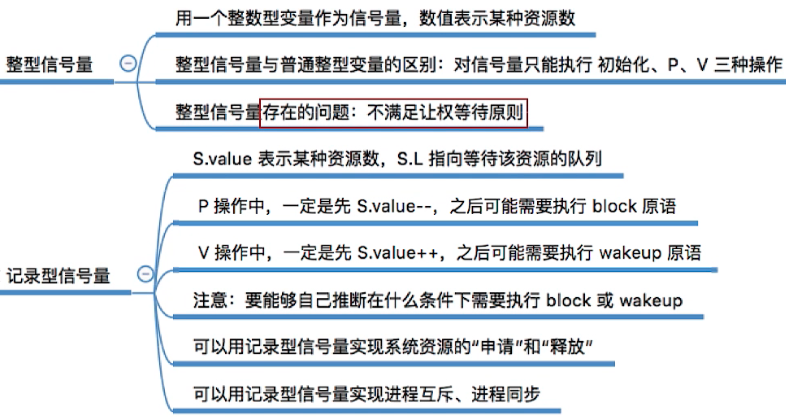 整型信号量
用一个整数型变量作为信号量，数值表示某种资源数
整型信号量与普通整型变量的区别：对信号量只能执行 初始化、P、V 三种操作
整型信号量存在的问题：不满足让权等待原则
记录型信号量
S.value 表示某种资源数，S.L 指向等待该资源的队列
P 操作中，一定是先 S.value--，之后可能需要执行 block 原语
V 操作中，一定是先 S.value++，之后可能需要执行 wakeup 原语
注意：要能够自己推断在什么条件下需要执行 block 或 wakeup
可以用记录型信号量实现系统资源的“申请”和“释放”
可以用记录型信号量实现进程互斥、进程同步